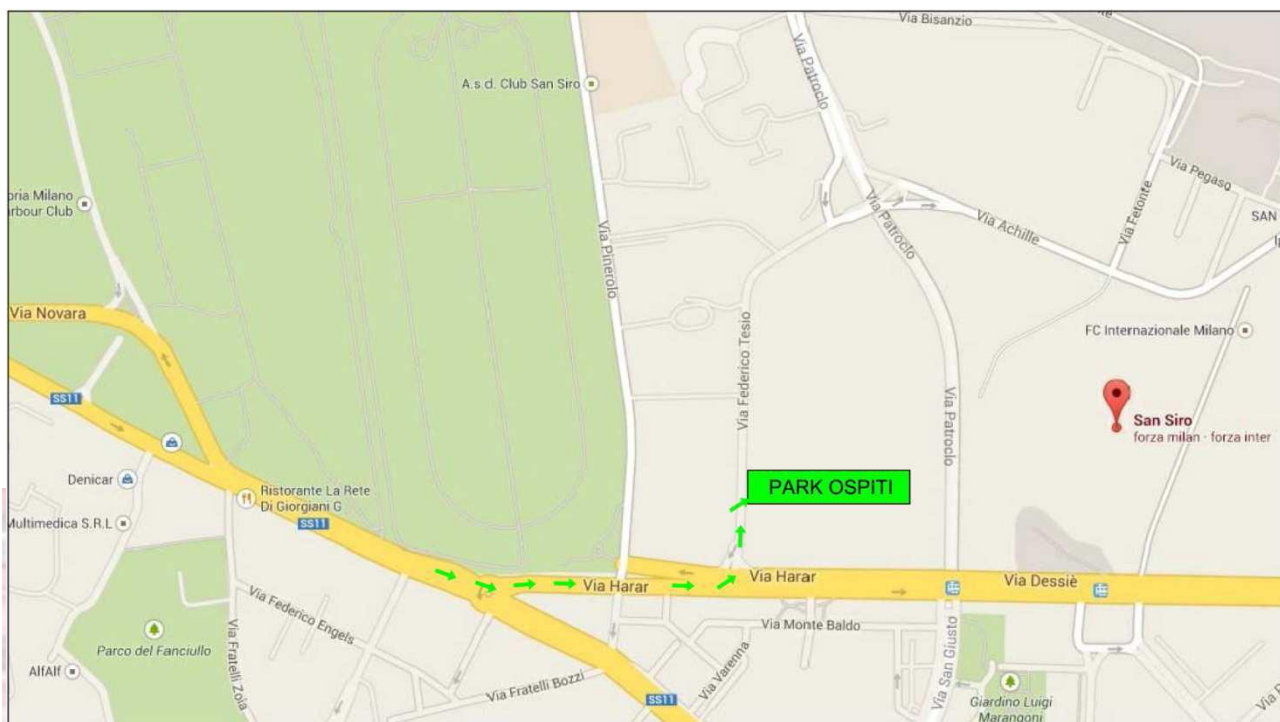 Via Bisanzio
Via Patroclo
A.s.d. Club San Siro
Via Pegaso
Via Fetonte
SAN
oria Milano
rbour Club
Via Patroclo
Via Achille
Via Pinerolo
Via Novara
FC Internazionale Milano
Via Federico Tesio
SS11
Via Patroclo
San Siro
forza milan · forza inter
Denicar
Ristorante La Rete
Di Giorgiani G
PARK OSPITI
SS11
Multimedica S.R.L
Via Harar
Via Harar
Via Dessiè
Via Federico Engels
Via Monte Baldo
Via San Giusto
Parco del Fanciullo
Via Fratelli Zoia
AlfAlf
Via Fratelli Bozzi
Via Varenna
SS11
Giardino Luigi
Marangoni